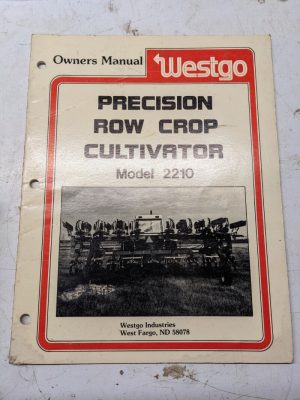 Owners Manual
Westgo
PRECISION
ROW CROP
CULTIVATOR
Model 2210
Westgo Industries
West Fargo, ND 58078